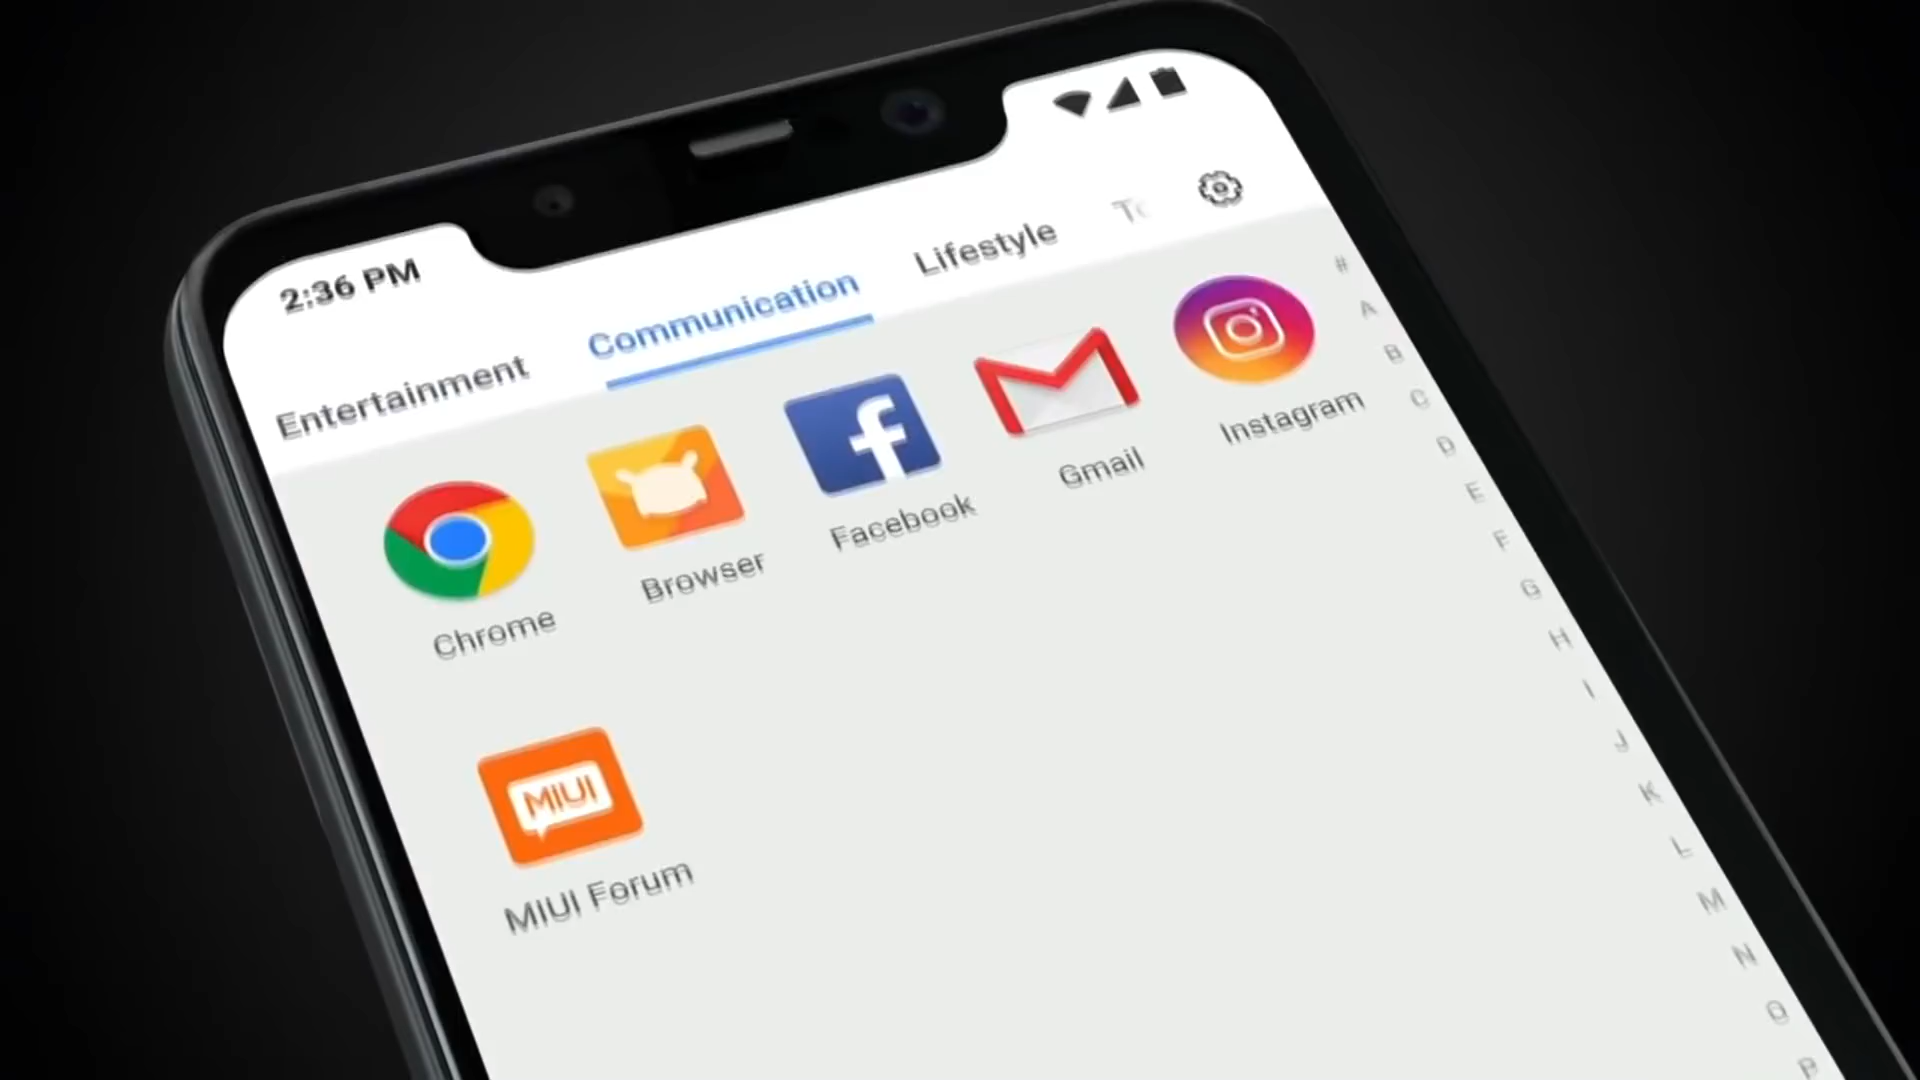 2:36 PM
Entertainment
Communication
Lifestyle
Chrome
Browser
Facebook
Gmail
Instagram
MIUI
MIUI Forum
#
A
B
C
D
E
F
G
H
I
J
K
L
M
N
O
P